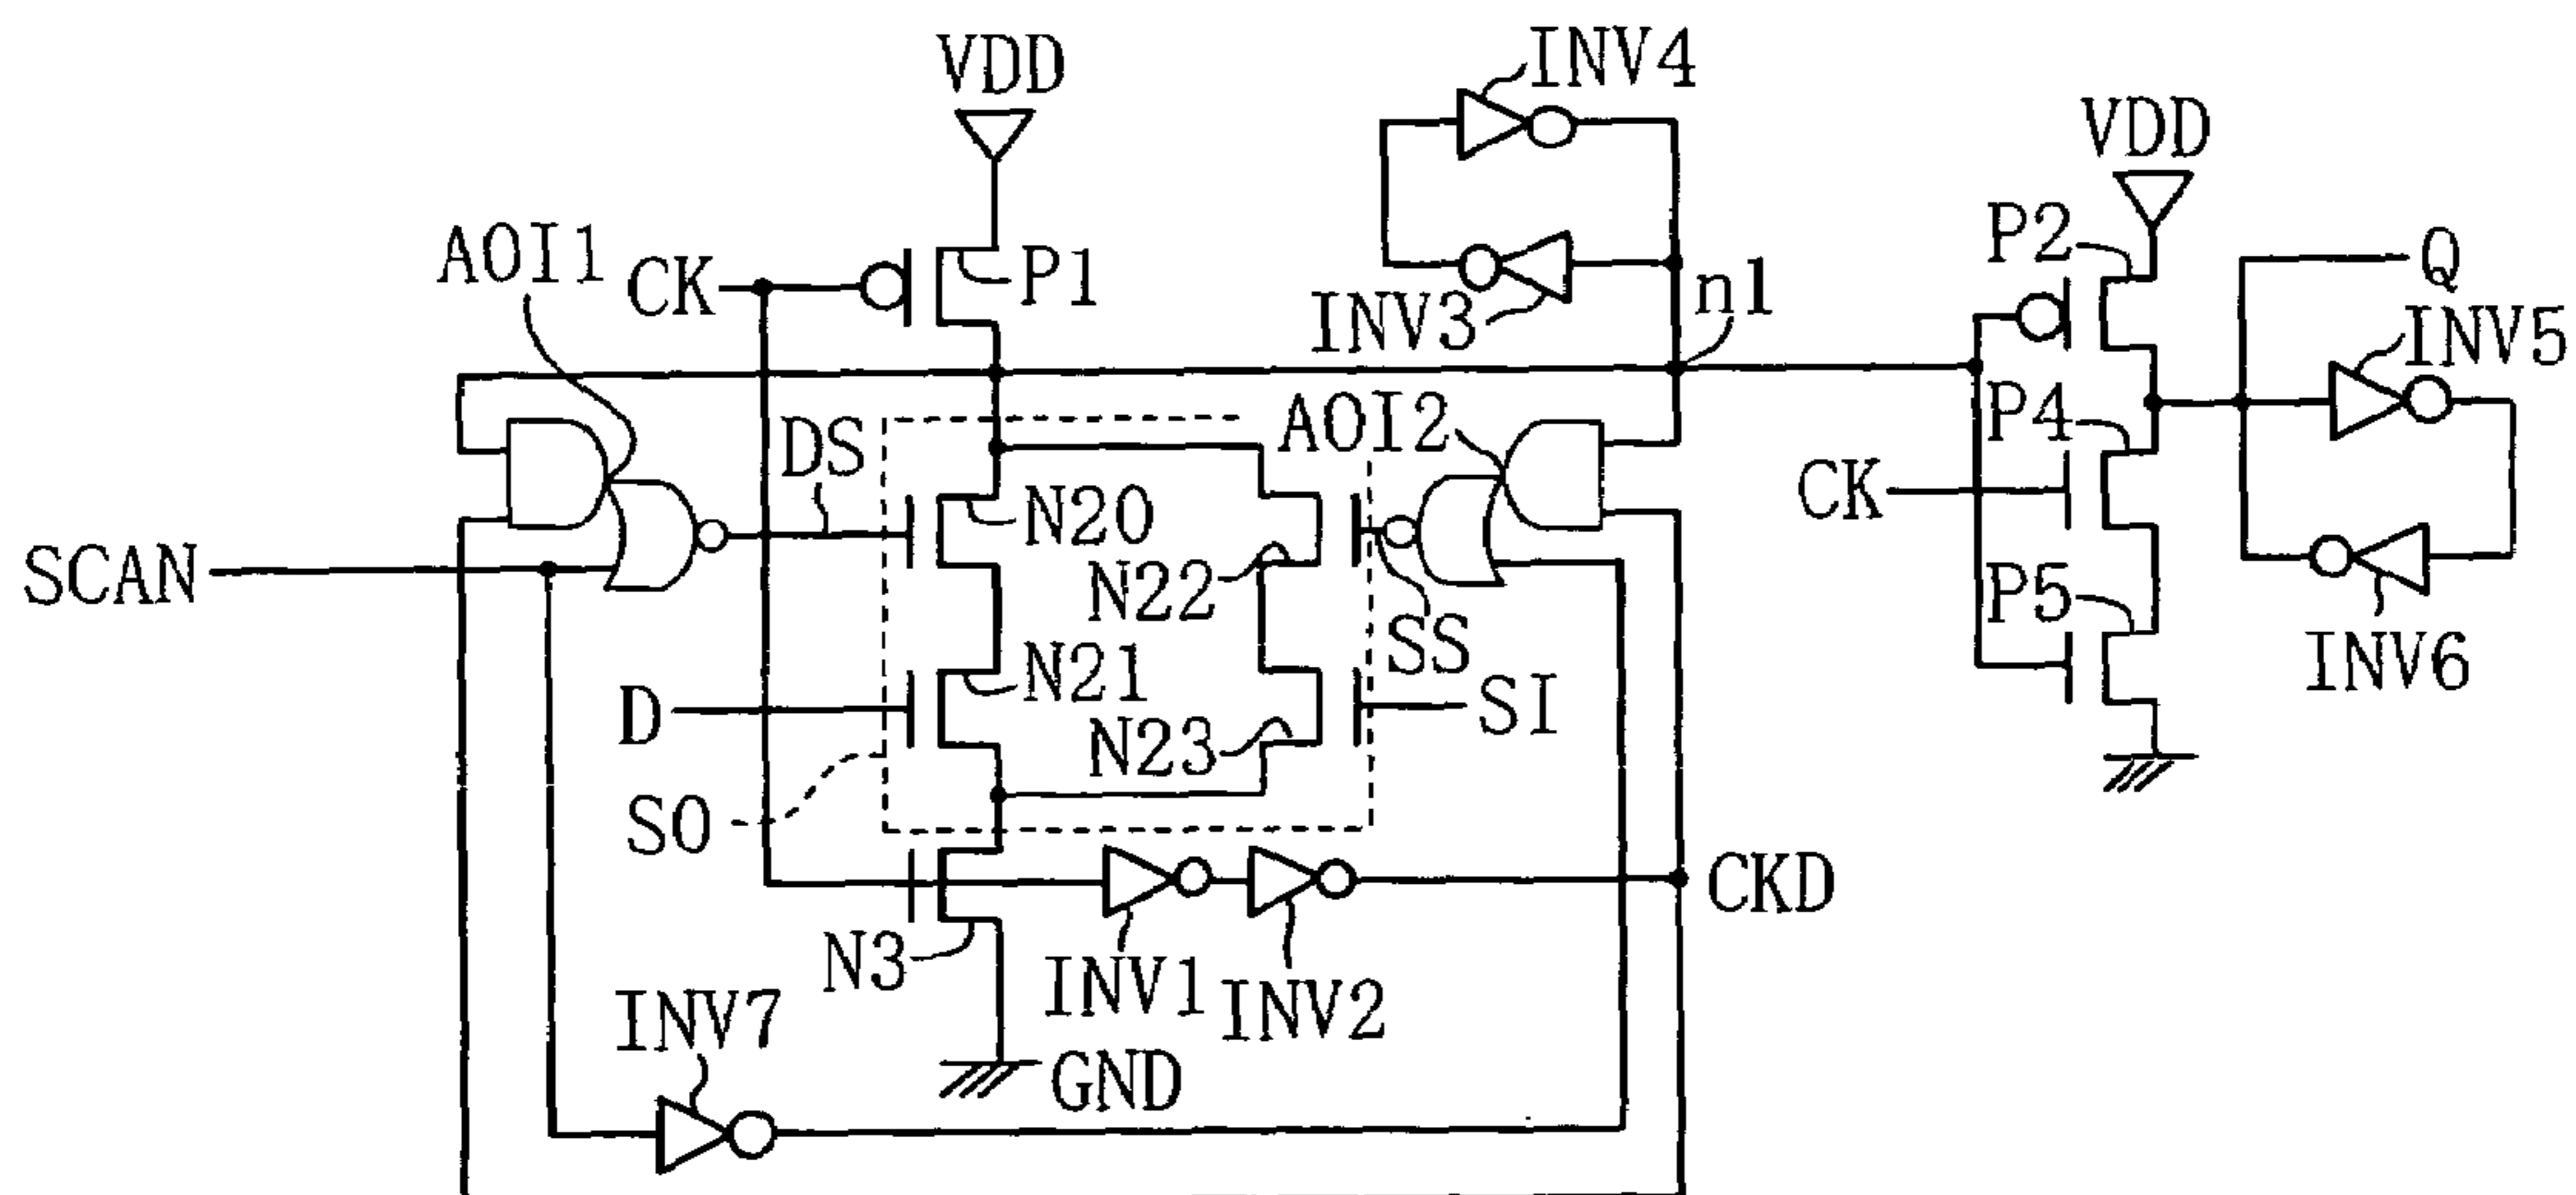 INV4
VDD
VDD
AOI1
CK
P1
P2
Q
n1
INV3
INV5
DS
AOI2
P4
N20
CK
SCAN
N22
SS
P5
N21
SI
D
N23
INV6
SO
CKD
N3
INV1
INV2
INV7
GND